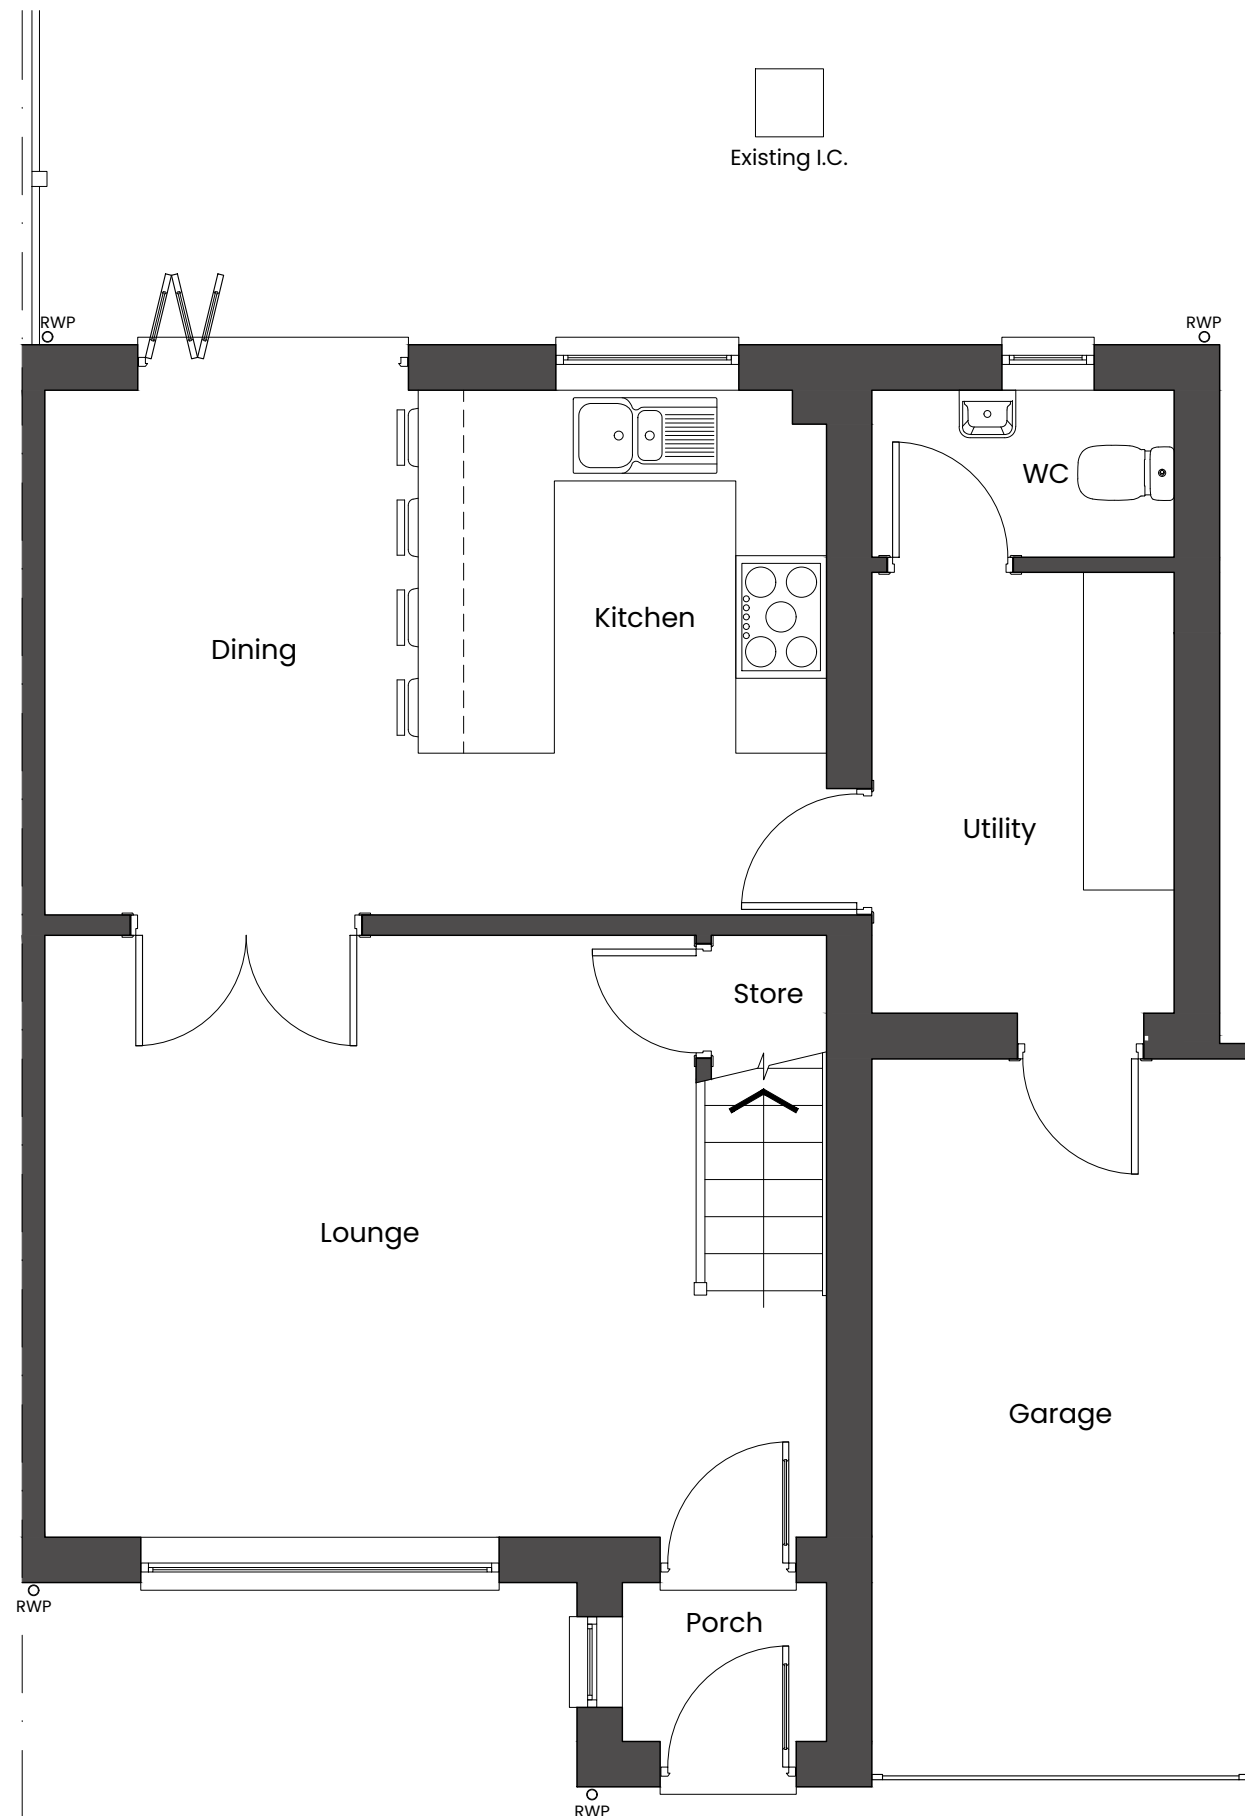 Existing I.C.
RWP
RWP
WC
Kitchen
Dining
Utility
Store
Lounge
Garage
RWP
Porch
RWP